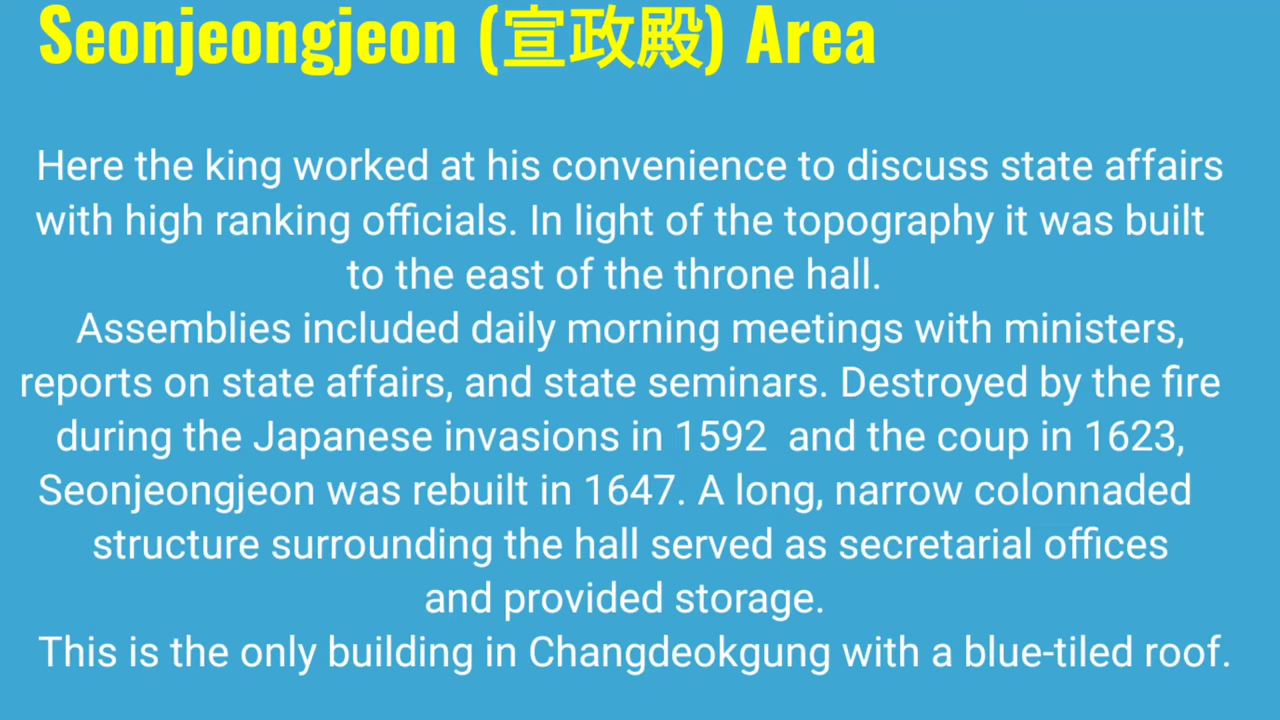 Seonjeongjeon (宣政殿) Area
Here the king worked at his convenience to discuss state affairs
with high ranking officials. In light of the topography it was built
to the east of the throne hall.
Assemblies included daily morning meetings with ministers,
reports on state affairs, and state seminars. Destroyed by the fire
during the Japanese invasions in 1592  and the coup in 1623,
Seonjeongjeon was rebuilt in 1647. A long, narrow colonnaded
structure surrounding the hall served as secretarial offices
and provided storage.
This is the only building in Changdeokgung with a blue-tiled roof.